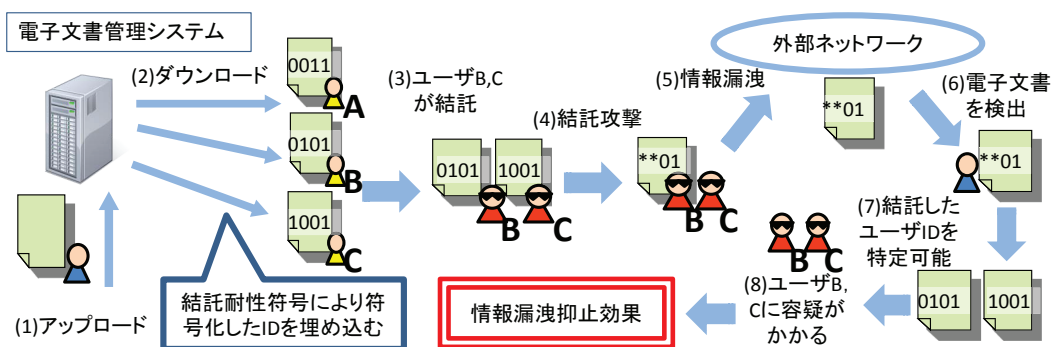 電子文書管理システム
(2)ダウンロード
0011
A
0101
B
1001
C
(1)アップロード
結託耐性符号により符
号化したIDを埋め込む
(3)ユーザB,C
が結託
0101
1001
B
C
(4)結託攻撃
**01
B
C
(5)情報漏洩
外部ネットワーク
**01
(6)電子文書
を検出
**01
(7)結託した
ユーザIDを
特定可能
0101
1001
B
C
(8)ユーザB,
Cに容疑が
かかる
情報漏洩抑止効果